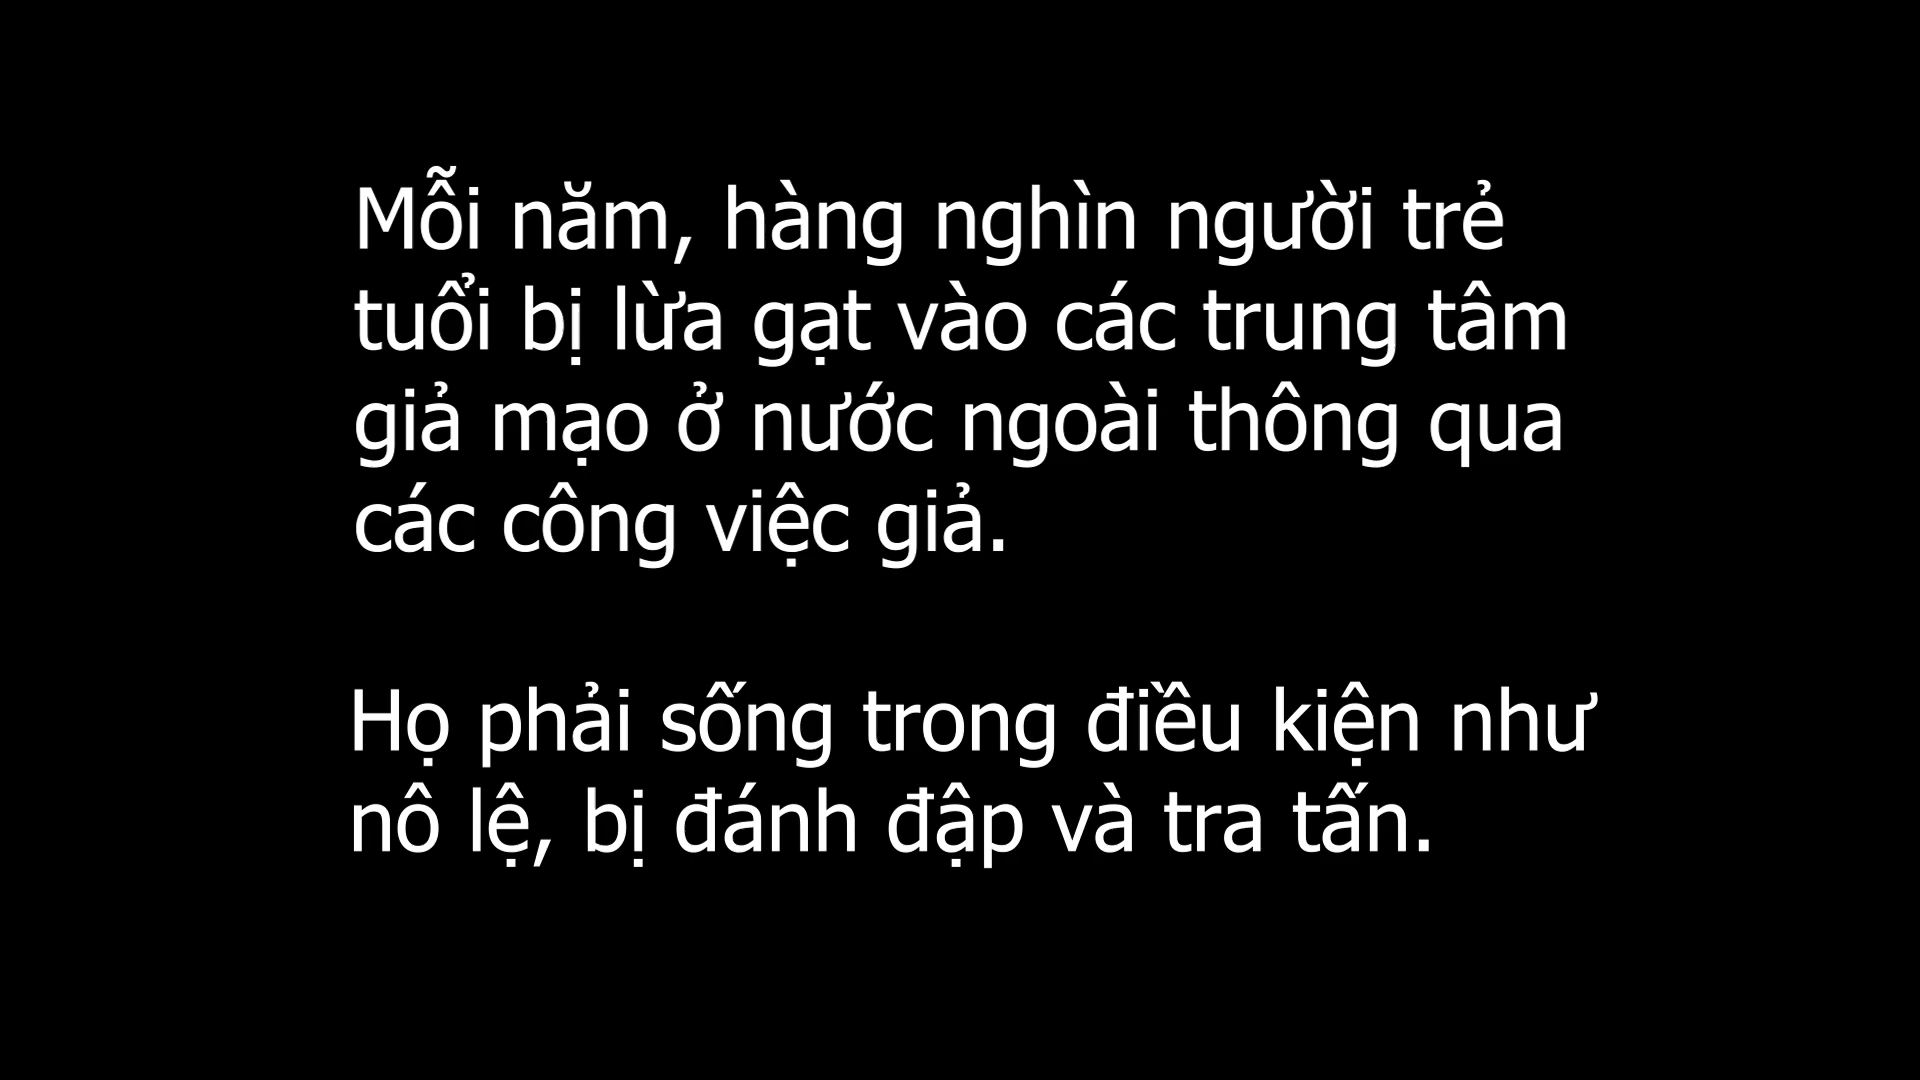 Mỗi năm, hàng nghìn người trẻ
tuổi bị lừa gạt vào các trung tâm
giả mạo ở nước ngoài thông qua
các công việc giả.
Họ phải sống trong điều kiện như
nô lệ, bị đánh đập và tra tấn.